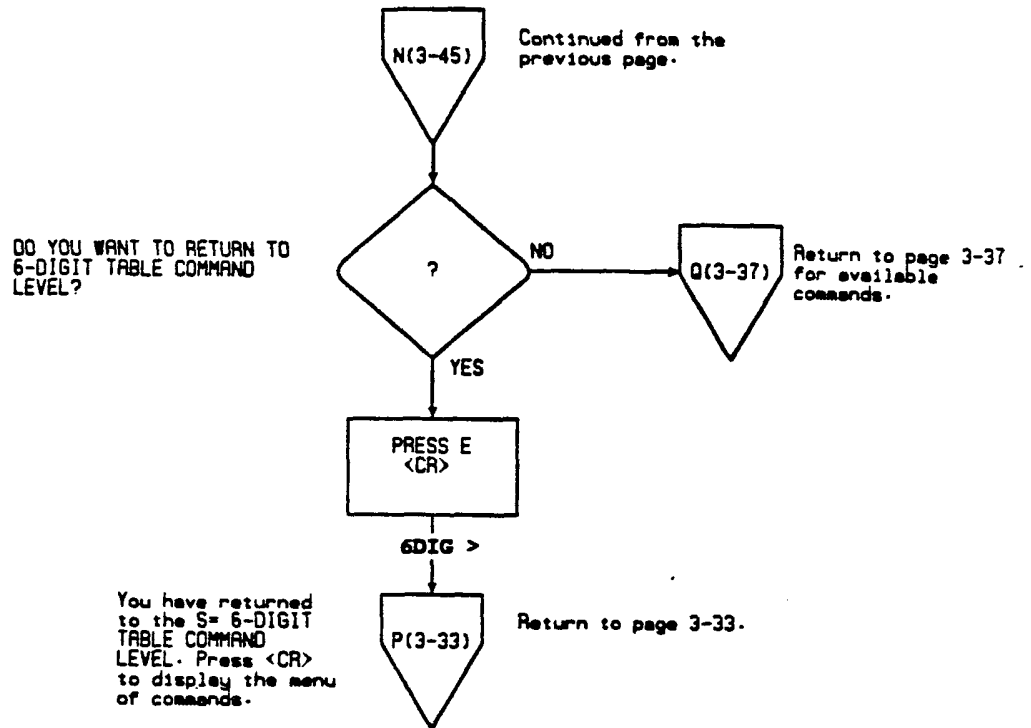 N(3-45)
Continued from the
previous page.
DO YOU WANT TO RETURN TO
6-DIGIT TABLE COMMAND
LEVEL?
?
NO
Q(3-37)
Return to page 3-37
for available
commands.
YES
PRESS E
<CR>
6DIG >
You have returned
to the S= 6-DIGIT
TABLE COMMAND
LEVEL. Press <CR>
to display the menu
of commands.
P(3-33)
Return to page 3-33.